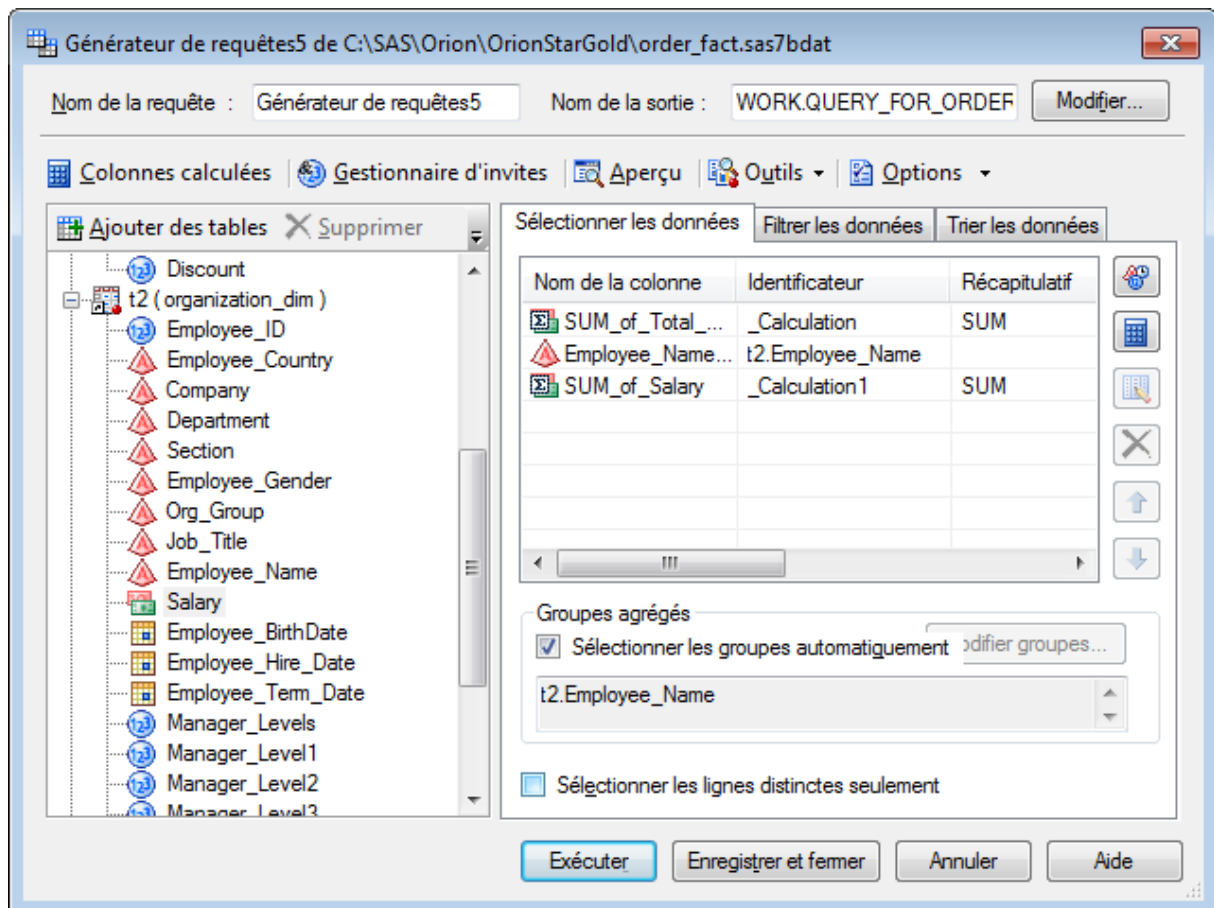 Générateur de requêtes5 de C:\SAS\Orion\OrionStarGold\order_fact.sas7bdat
Nom de la requête : Générateur de requêtes5 Nom de la sortie : WORK.QUERY_FOR_ORDER Modifier...
Colonnes calculées Gestionnaire d'invites Aperçu Outils Options
Ajouter des tables Supprimer
Discount
t2 ( organization_dim )
Employee_ID
Employee_Country
Company
Department
Section
Employee_Gender
Org_Group
Job_Title
Employee_Name
Salary
Employee_BirthDate
Employee_Hire_Date
Employee_Term_Date
Manager_Levels
Manager_Level1
Manager_Level2
Manager_Level3
Sélectionner les données Filtrer les données Trier les données
Nom de la colonne Identificateur Récapitulatif
SUM_of_Total_... _Calculation SUM
Employee_Name... t2.Employee_Name
SUM_of_Salary _Calculation1 SUM
Groupes agrégés
Sélectionner les groupes automatiquement odifier groupes...
t2.Employee_Name
Sélectionner les lignes distinctes seulement
Exécuter Enregistrer et fermer Annuler Aide